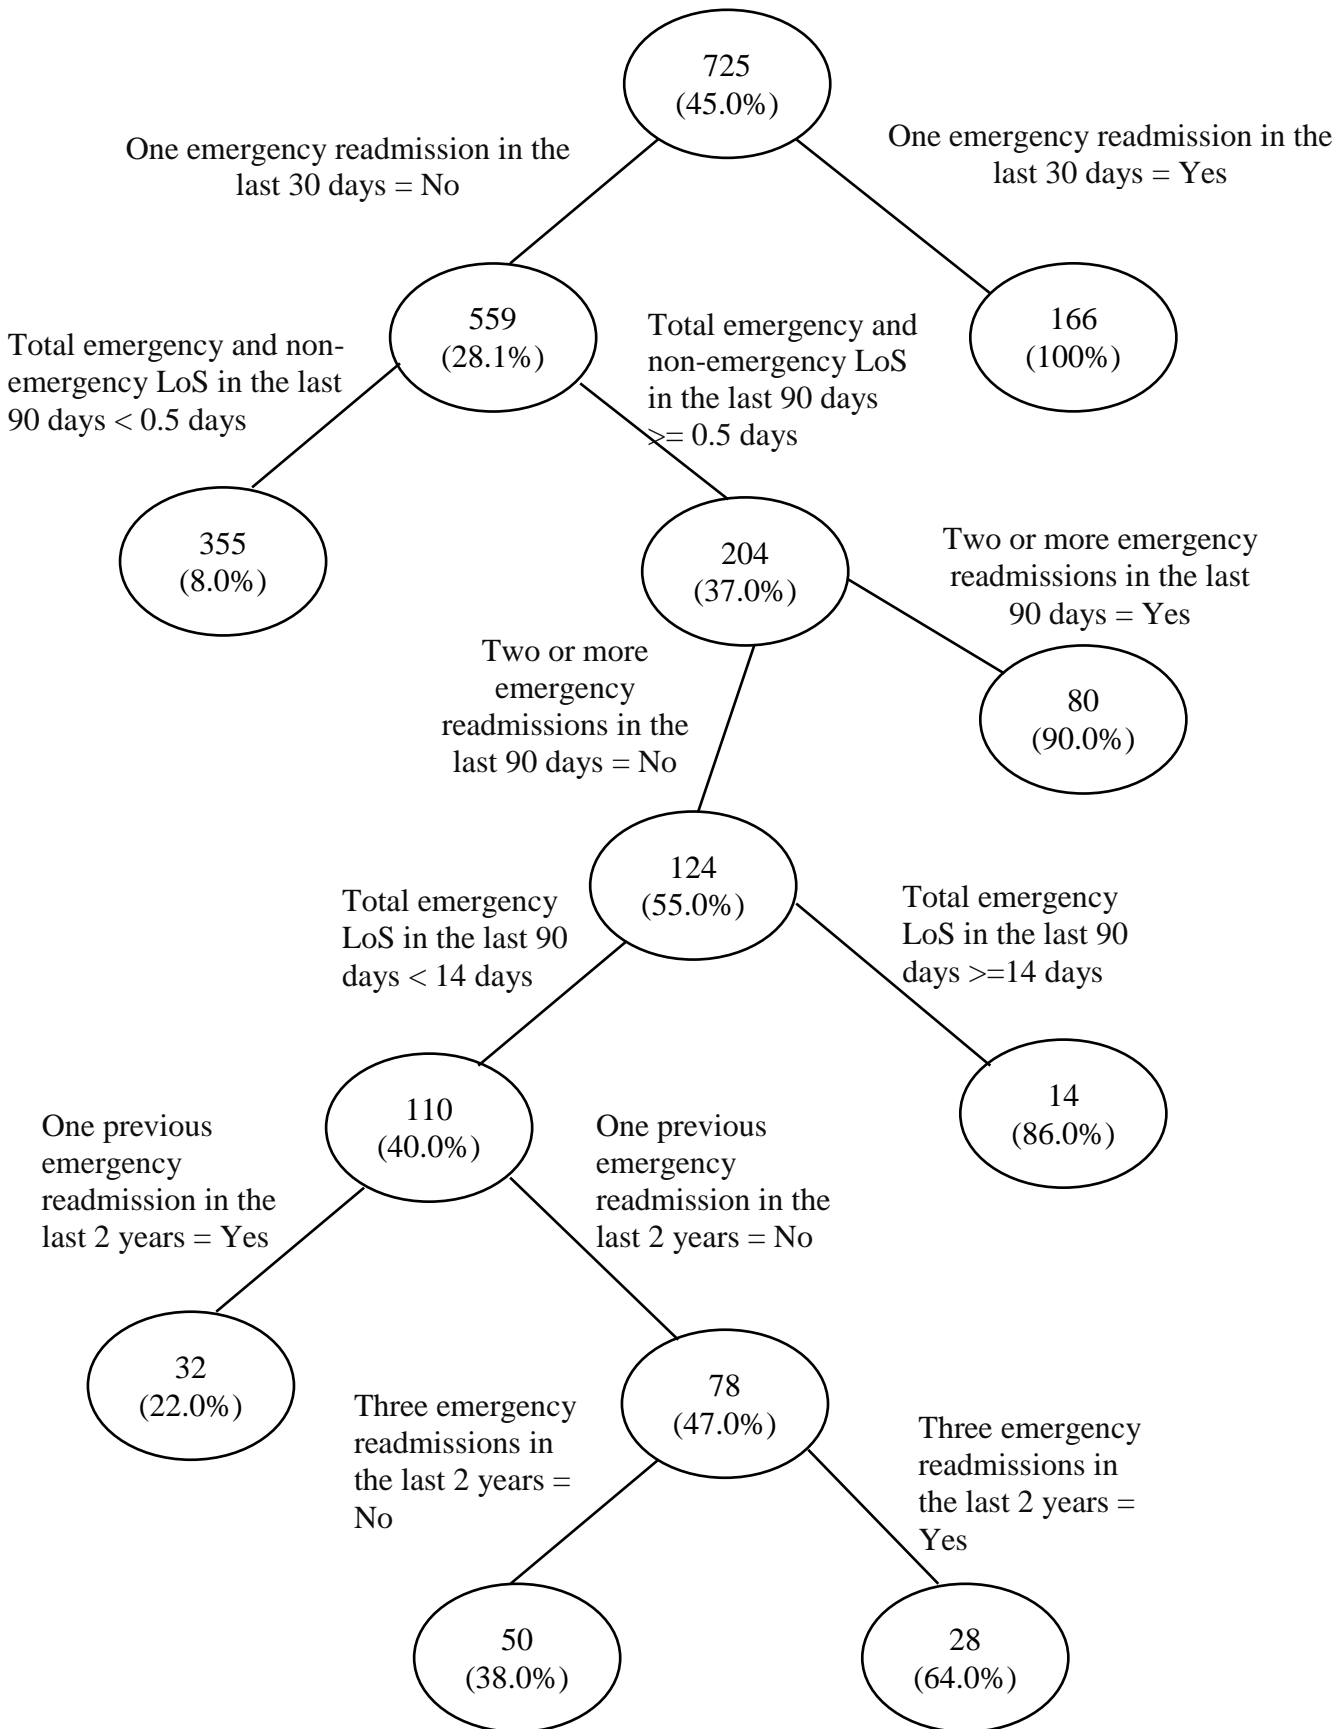 725
(45.0%)
One emergency readmission in the
last 30 days = No
One emergency readmission in the
last 30 days = Yes
559
(28.1%)
166
(100%)
Total emergency and non-
emergency LoS in the last
90 days < 0.5 days
Total emergency and
non-emergency LoS
in the last 90 days
>= 0.5 days
355
(8.0%)
204
(37.0%)
Two or more emergency
readmissions in the last
90 days = Yes
Two or more
emergency
readmissions in the
last 90 days = No
80
(90.0%)
124
(55.0%)
Total emergency
LoS in the last 90
days < 14 days
Total emergency
LoS in the last 90
days >=14 days
110
(40.0%)
14
(86.0%)
One previous
emergency
readmission in the
last 2 years = Yes
One previous
emergency
readmission in the
last 2 years = No
32
(22.0%)
78
(47.0%)
Three emergency
readmissions in
the last 2 years =
No
Three emergency
readmissions in
the last 2 years =
Yes
50
(38.0%)
28
(64.0%)